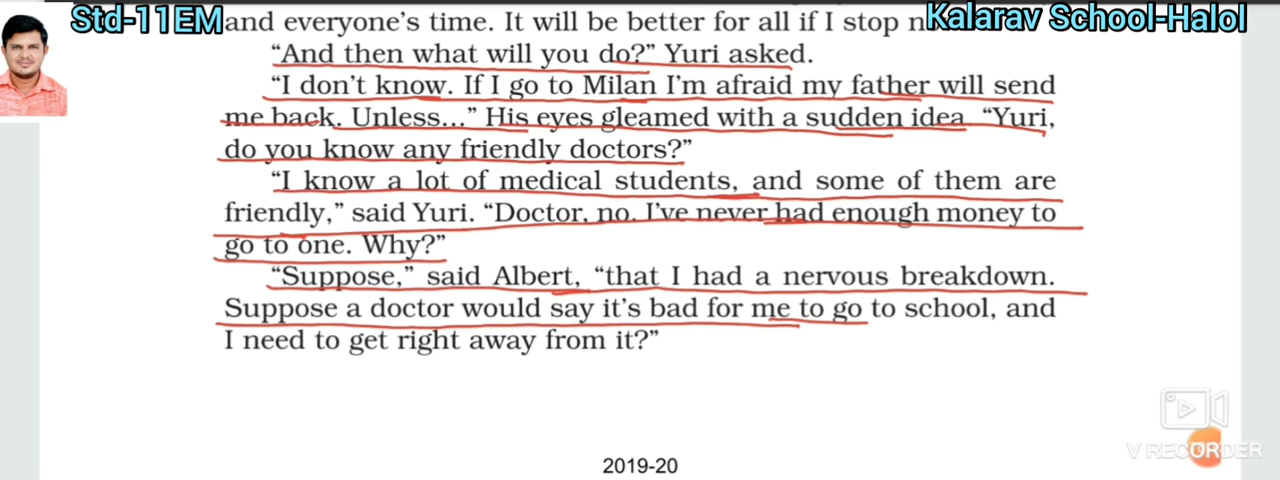 Std-11EM
Kalarav School-Halol
and everyone's time. It will be better for all if I stop n
“And then what will you do?” Yuri asked.
“I don't know. If I go to Milan I'm afraid my father will send
me back. Unless...” His eyes gleamed with a sudden idea. “Yuri,
do you know any friendly doctors?”
“I know a lot of medical students, and some of them are
friendly,” said Yuri. “Doctor, no. I've never had enough money to
go to one. Why?”
“Suppose,” said Albert, “that I had a nervous breakdown.
Suppose a doctor would say it's bad for me to go to school, and
I need to get right away from it?”
V RECORDER
2019-20